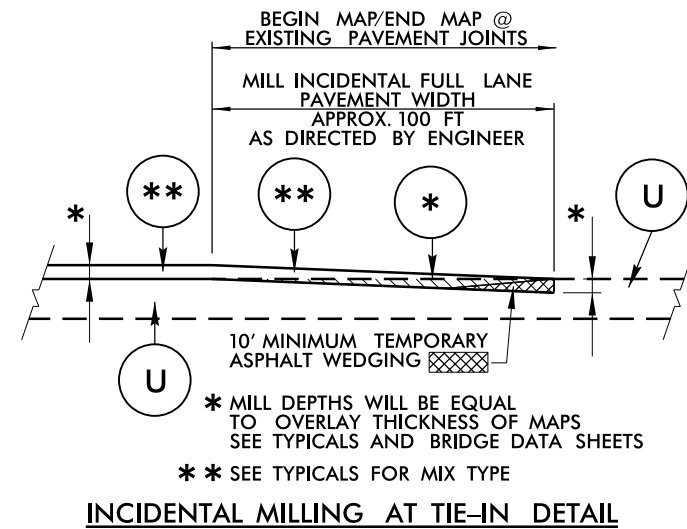 BEGIN MAP/END MAP @
EXISTING PAVEMENT JOINTS
MILL INCIDENTAL FULL LANE
PAVEMENT WIDTH
APPROX. 100 FT
AS DIRECTED BY ENGINEER
* ** ** * * U
U
10' MINIMUM TEMPORARY
ASPHALT WEDGING
* MILL DEPTHS WILL BE EQUAL
TO OVERLAY THICKNESS OF MAPS
SEE TYPICALS AND BRIDGE DATA SHEETS
** SEE TYPICALS FOR MIX TYPE
INCIDENTAL MILLING AT TIE-IN DETAIL